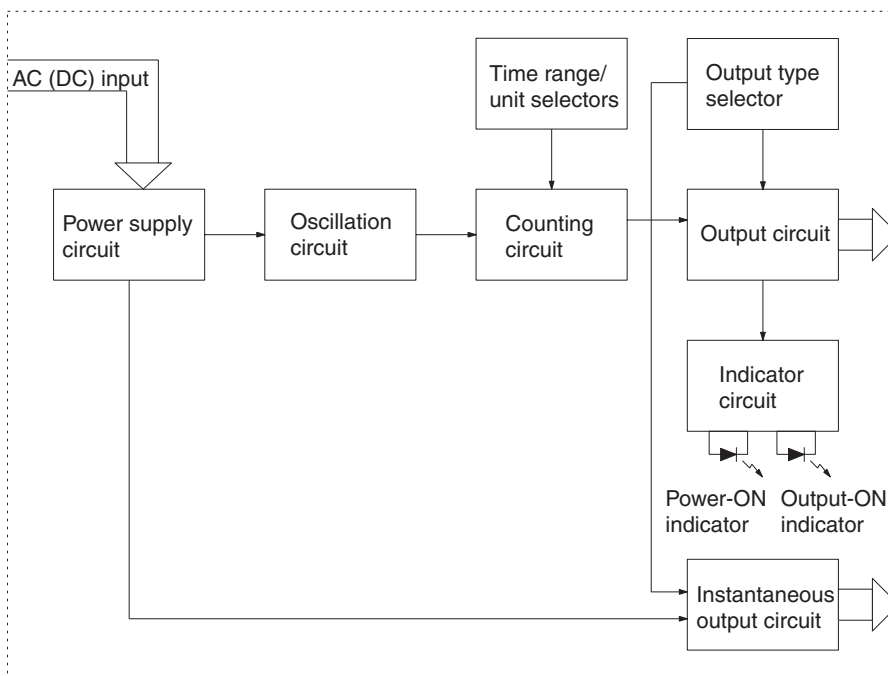 AC (DC) input
Time range/
unit selectors
Output type
selector
Power supply
circuit
Oscillation
circuit
Counting
circuit
Output circuit
Indicator
circuit
Power-ON
indicator
Output-ON
indicator
Instantaneous
output circuit